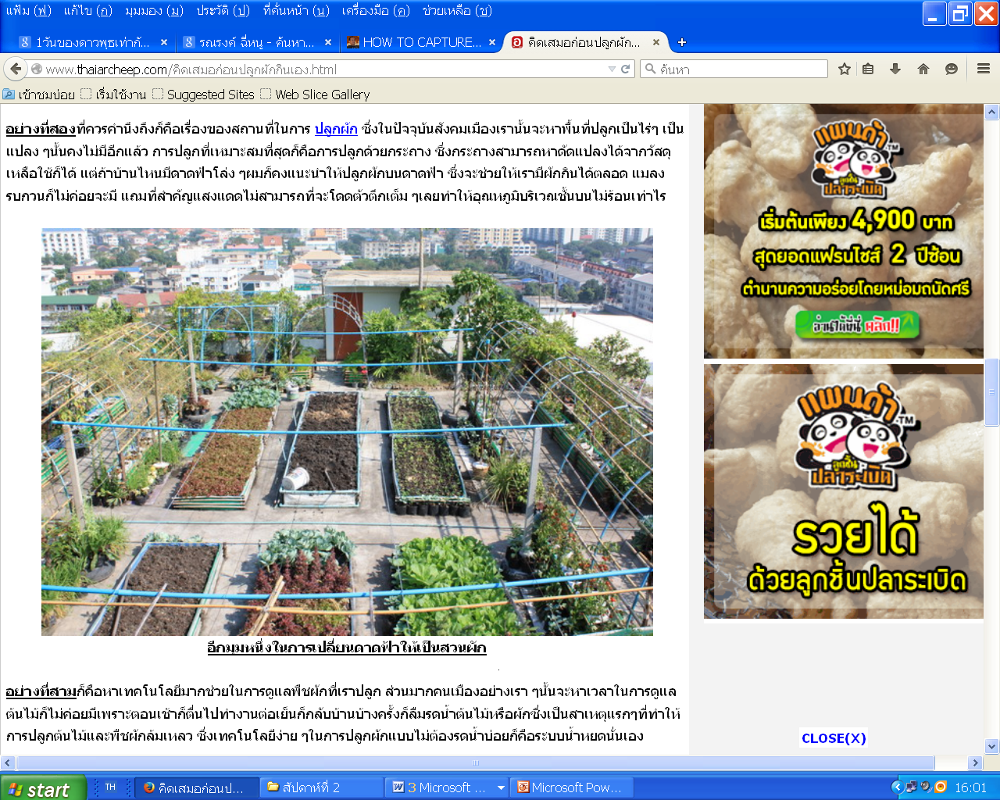 แฟ้ม (ฟ) แก้ไข (ก) มุมมอง (ม) ประวัติ (ป) ที่คั่นหน้า (น) เครื่องมือ (ค) ช่วยเหลือ (ช)
1วันของดาวพุธเท่ากั... รณรงค์ ฉี่หนู - ค้นหา... HOW TO CAPTURE... คิดเสมอก่อนปลูกผัก...
www.thaiarcheep.com/คิดเสมอก่อนปลูกผักกินเอง.html ค้นหา
เข้าชมบ่อย เริ่มใช้งาน Suggested Sites Web Slice Gallery
อย่างที่สองที่ควรคำนึงถึงก็คือเรื่องของสถานที่ในการ ปลูกผัก ซึ่งในปัจจุบันสังคมเมืองเรานั้นจะหาพื้นที่ปลูกเป็นไร่ๆ เป็น
แปลง ๆนั้นคงไม่มีอีกแล้ว การปลูกที่เหมาะสมที่สุดก็คือการปลูกด้วยกระถาง ซึ่งกระถางสามารถหาดัดแปลงได้จากวัสดุ
เหลือใช้ก็ได้ แต่ถ้าบ้านไหนมีดาดฟ้าโล่ง ๆผมก็คงแนะนำให้ปลูกผักบนดาดฟ้า ซึ่งจะช่วยให้เรามีผักกินได้ตลอด แมลง
รบกวนก็ไม่ค่อยจะมี แถมที่สำคัญแสงแดดไม่สามารถที่จะโดดตัวตึกเต็ม ๆเลยทำให้อุณหภูมิบริเวณชั้นบนไม่ร้อนเท่าไร
อีกมุมหนึ่งในการเปลี่ยนดาดฟ้าให้เป็นสวนผัก
อย่างที่สามก็คือหาเทคโนโลยีมากช่วยในการดูแลพืชผักที่เราปลูก ส่วนมากคนเมืองอย่างเรา ๆนั้นจะหาเวลาในการดูแล
ต้นไม้ก็ไม่ค่อยมีเพราะตอนเช้าก็ตื่นไปทำงานต่อเย็นก็กลับบ้านบ้างครั้งก็ลืมรดน้ำต้นไม้หรือผักซึ่งเป็นสาเหตุแรกๆที่ทำให้
การปลูกต้นไม้และพืชผักล้มเหลว ซึ่งเทคโนโลยีง่าย ๆในการปลูกผักแบบไม่ต้องรดน้ำบ่อยก็คือระบบน้ำหยดนั่นเอง
แพนด้า TM
ลูกชิ้น
ปลาระเบิด
เริ่มต้นเพียง 4,900 บาท
สุดยอดแฟรนไชส์ 2 ปีซ้อน
ตำนานความอร่อยโดยหม่อมถนัดศรี
อ่านได้ที่นี่ คลิก!!
แพนด้า TM
ลูกชิ้น
ปลาระเบิด
รวยได้
ด้วยลูกชิ้นปลาระเบิด
CLOSE(X)
start TH คิดเสมอก่อนป... สัปดาห์ที่ 2 3 Microsoft ... Microsoft Pow... 16:01